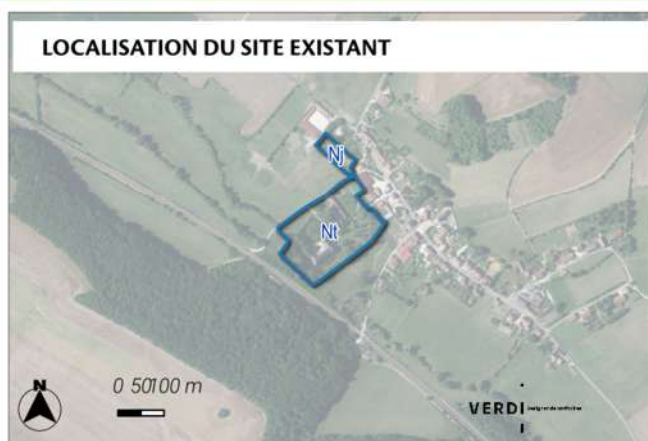 LOCALISATION DU SITE EXISTANT
Nj
Nt
N
0 50100 m
VERDI